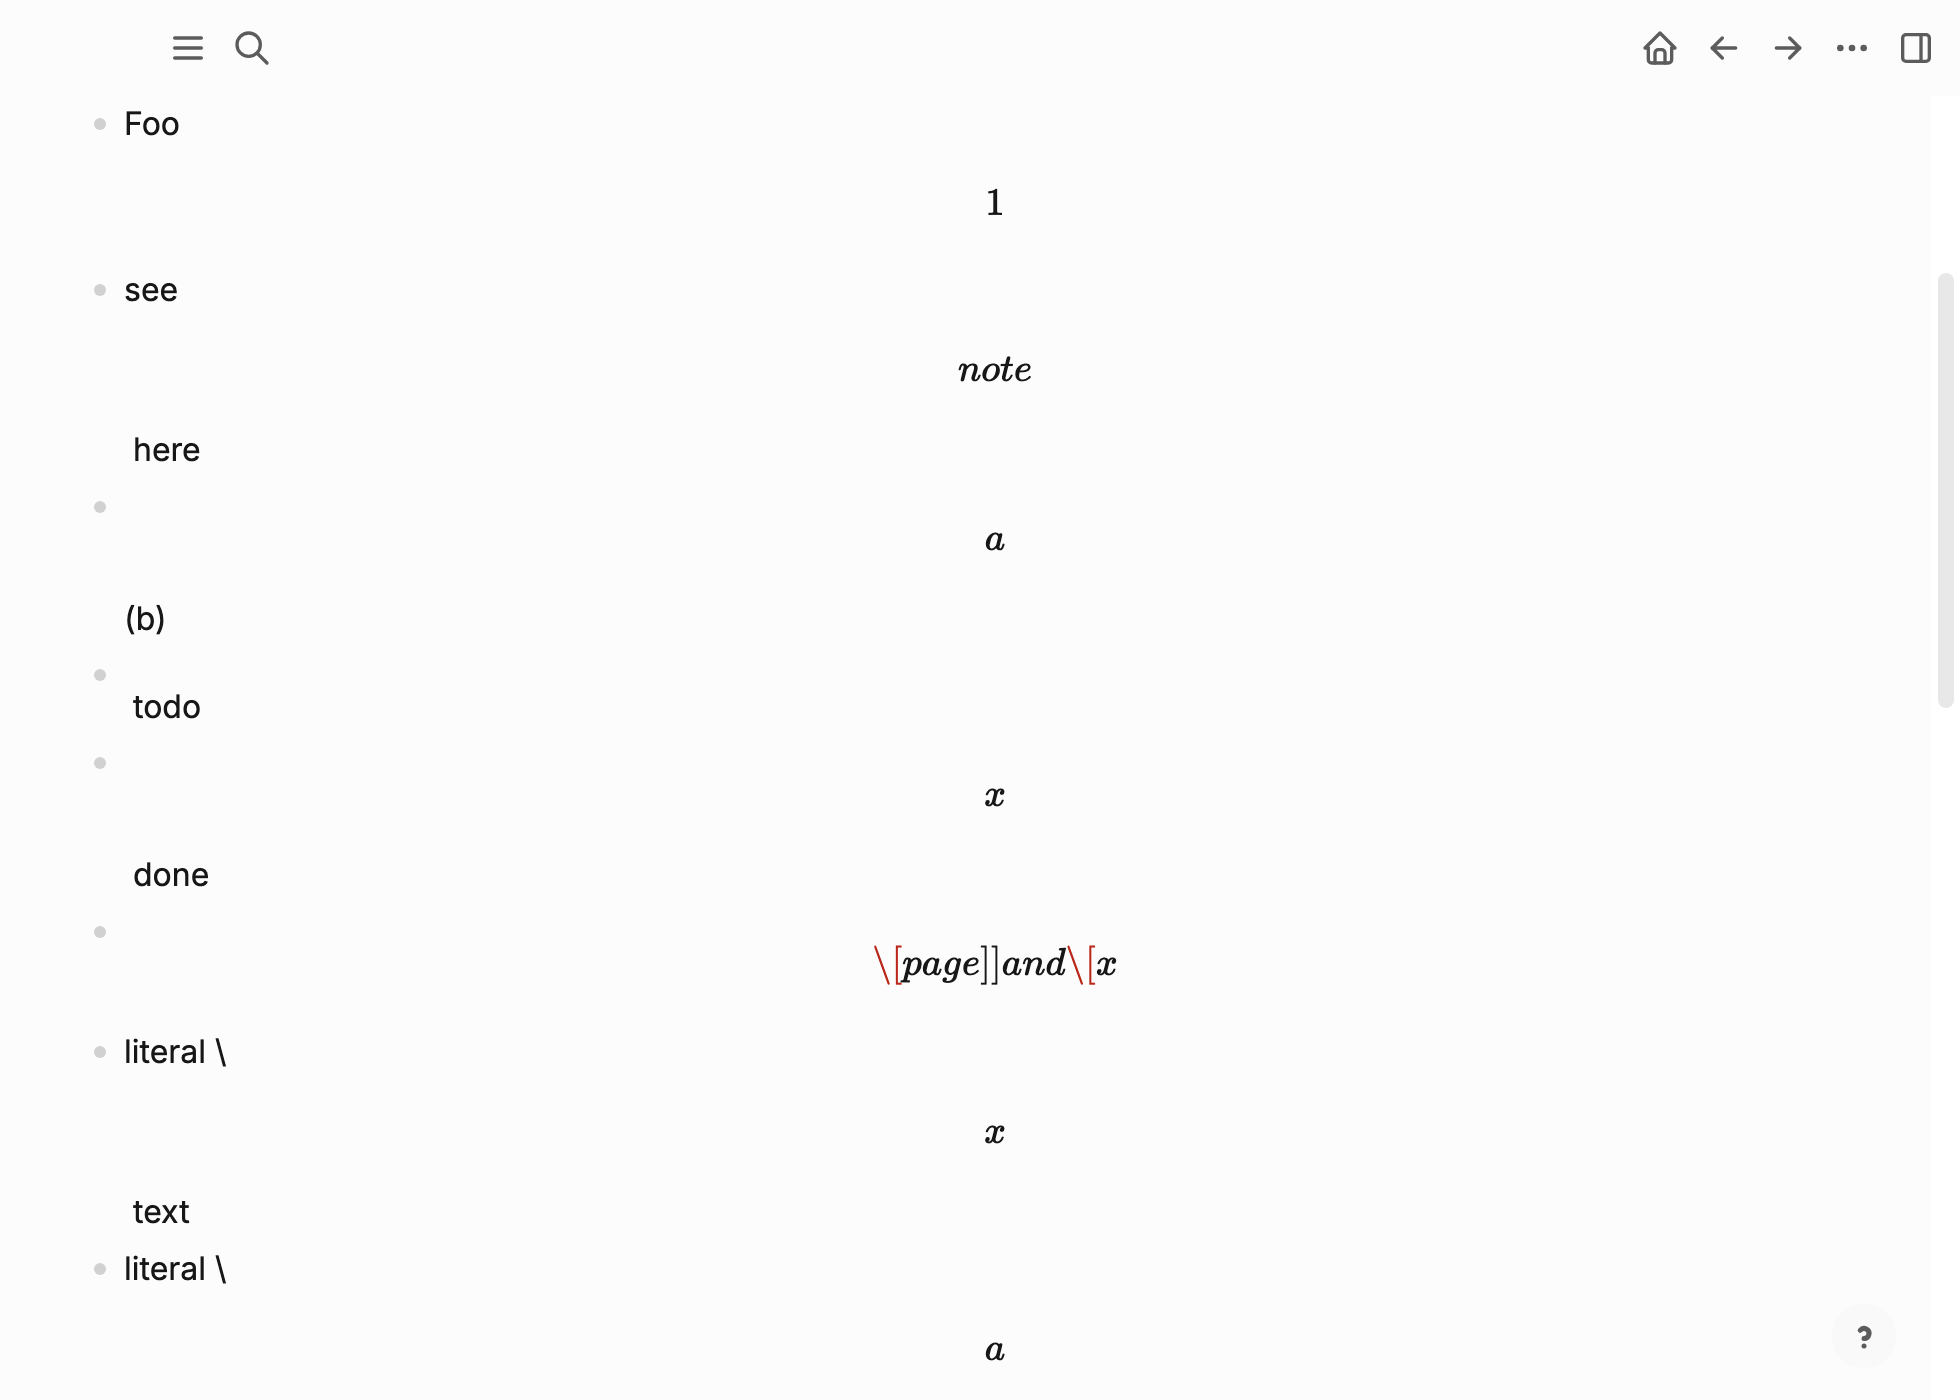 Foo
1
see
note
here
a
(b)
todo
x
done
\[page]]and\[x
literal \
x
text
literal \
a
?